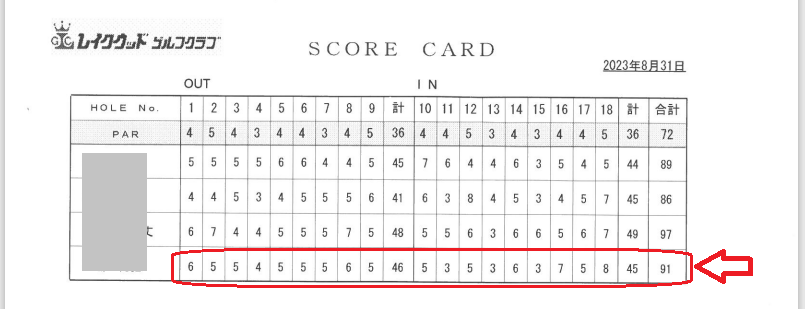 GTC レイクウッド ゴルフクラブ
SCORE CARD
2023年8月31日
OUT IN
HOLE No. 1 2 3 4 5 6 7 8 9 計 10 11 12 13 14 15 16 17 18 計 合計
PAR 4 5 4 3 4 4 3 4 5 36 4 4 5 3 4 3 4 4 5 36 72
5 5 5 5 6 6 4 4 5 45 7 6 4 4 6 3 5 4 5 44 89
4 4 5 3 4 5 5 5 6 41 6 3 8 4 5 3 4 5 7 45 86
6 7 4 4 5 5 5 7 5 48 5 5 6 3 6 6 5 6 7 49 97
6 5 5 4 5 5 5 6 5 46 5 3 5 3 6 3 7 5 8 45 91